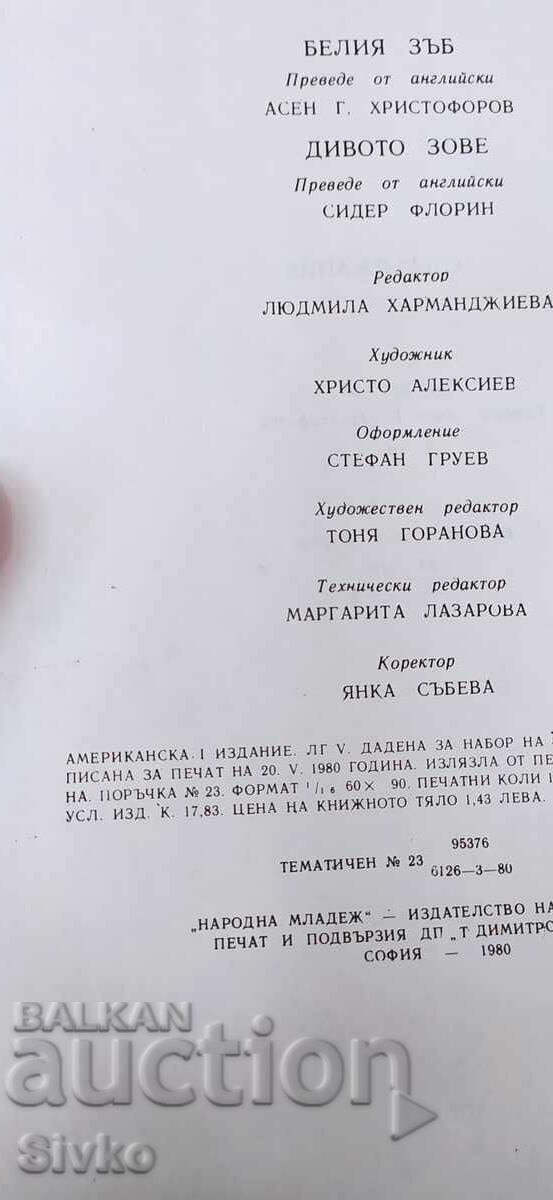 БЕЛИЯ ЗЪБ
Преведе от английски
АСЕН Г. ХРИСТОФОРОВ
ДИВОТО ЗОВЕ
Преведе от английски
СИДЕР ФЛОРИН
Редактор
ЛЮДМИЛА ХАРМАНДЖИЕВА
Художник
ХРИСТО АЛЕКСИЕВ
Оформление
СТЕФАН ГРУЕВ
Художествен редактор
ТОНЯ ГОРАНОВА
Технически редактор
МАРГАРИТА ЛАЗАРОВА
Коректор
ЯНКА СЪБЕВА
АМЕРИКАНСКА. I ИЗДАНИЕ. ЛГ V. ДАДЕНА ЗА НАБОР НА
ПИСАНА ЗА ПЕЧАТ НА 20. V. 1980 ГОДИНА. ИЗЛЯЗЛА ОТ ПЕ
НА. ПОРЪЧКА № 23. ФОРМАТ 1/16 60× 90. ПЕЧАТНИ КОЛИ 1
УСЛ. ИЗД. К. 17,83. ЦЕНА НА КНИЖНОТО ТЯЛО 1,43 ЛЕВА.
95376
ТЕМАТИЧЕН № 23
6126—3—80
„НАРОДНА МЛАДЕЖ“ — ИЗДАТЕЛСТВО НА
ПЕЧАТ И ПОДВЪРЗИЯ ДП „Т ДИМИТРО
СОФИЯ — 1980
BALKAN
auction
Sivko